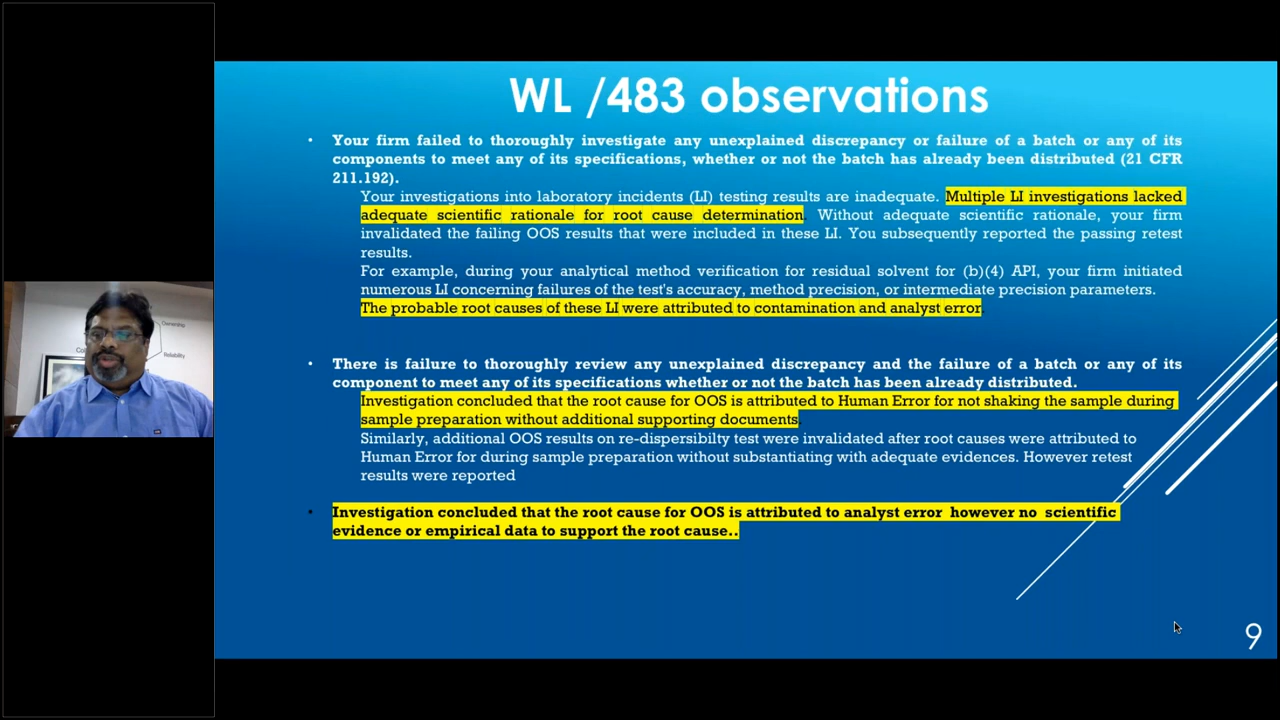 WL /483 observations
• Your firm failed to thoroughly investigate any unexplained discrepancy or failure of a batch or any of its
components to meet any of its specifications, whether or not the batch has already been distributed (21 CFR
211.192).
Your investigations into laboratory incidents (LI) testing results are inadequate. Multiple LI investigations lacked
adequate scientific rationale for root cause determination. Without adequate scientific rationale, your firm
invalidated the failing OOS results that were included in these LI. You subsequently reported the passing retest
results.
For example, during your analytical method verification for residual solvent for (b)(4) API, your firm initiated
numerous LI concerning failures of the test's accuracy, method precision, or intermediate precision parameters.
The probable root causes of these LI were attributed to contamination and analyst error.
• There is failure to thoroughly review any unexplained discrepancy and the failure of a batch or any of its
component to meet any of its specifications whether or not the batch has been already distributed.
Investigation concluded that the root cause for OOS is attributed to Human Error for not shaking the sample during
sample preparation without additional supporting documents.
Similarly, additional OOS results on re-dispersibilty test were invalidated after root causes were attributed to
Human Error for during sample preparation without substantiating with adequate evidences. However retest
results were reported
• Investigation concluded that the root cause for OOS is attributed to analyst error however no scientific
evidence or empirical data to support the root cause..
9
Ownership
Reliability